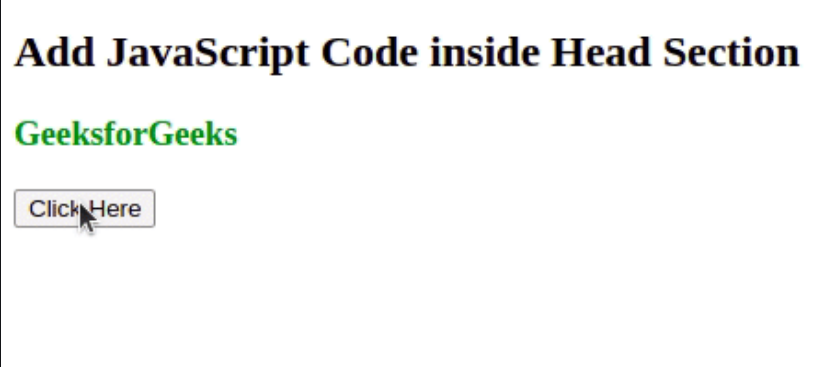 Add JavaScript Code inside Head Section
GeeksforGeeks
Click Here